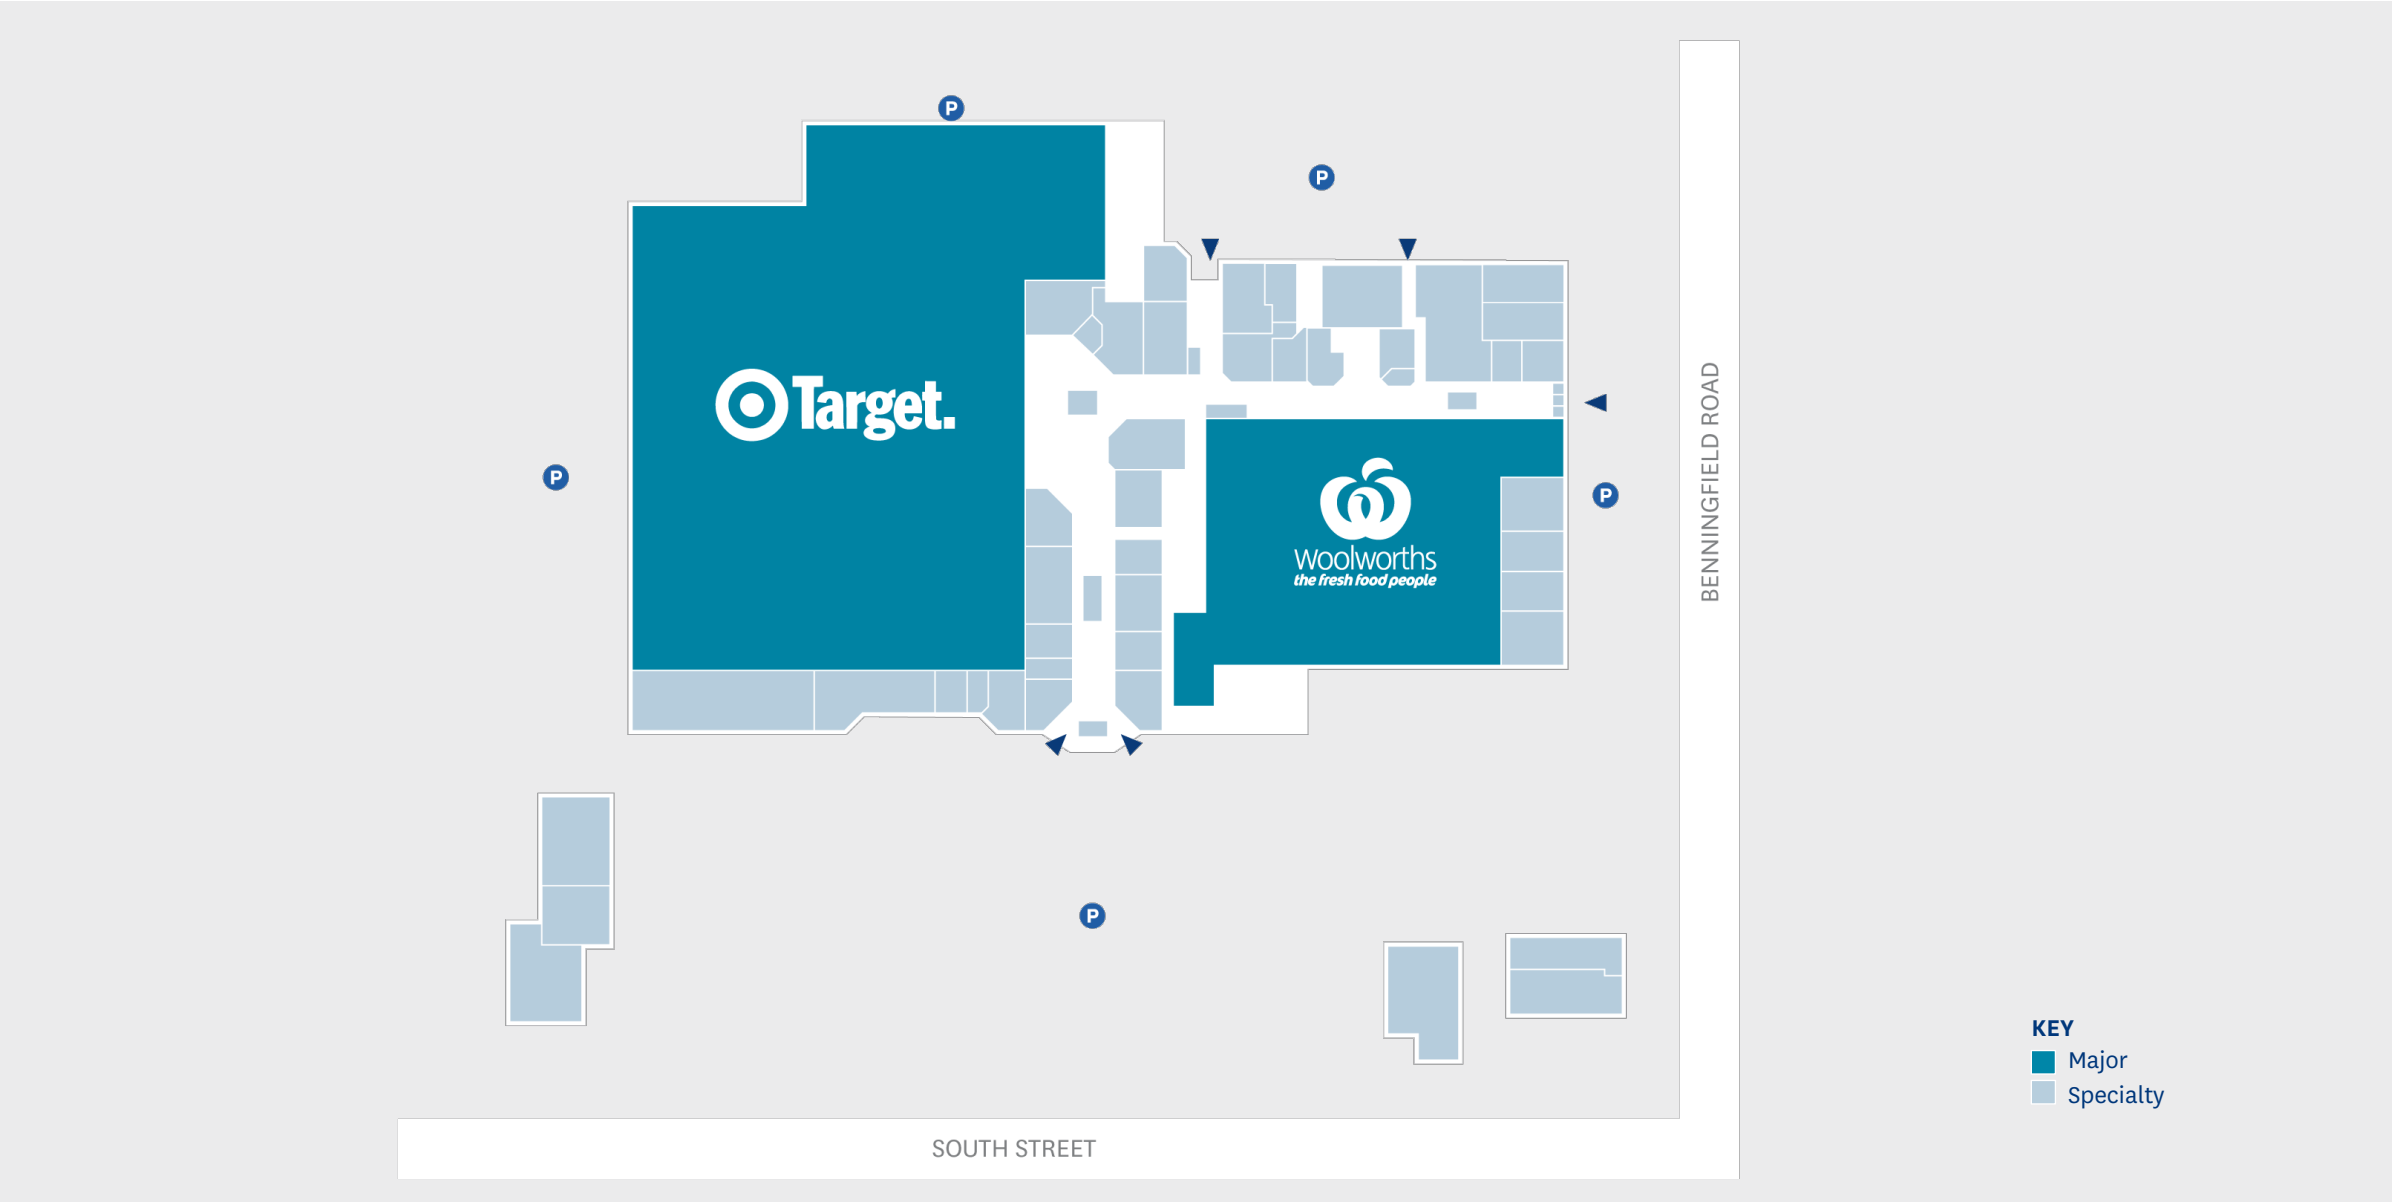 P
P
Target.
P
P
Woolworths
the fresh food people
BENNINGFIELD ROAD
P
KEY
Major
Specialty
SOUTH STREET